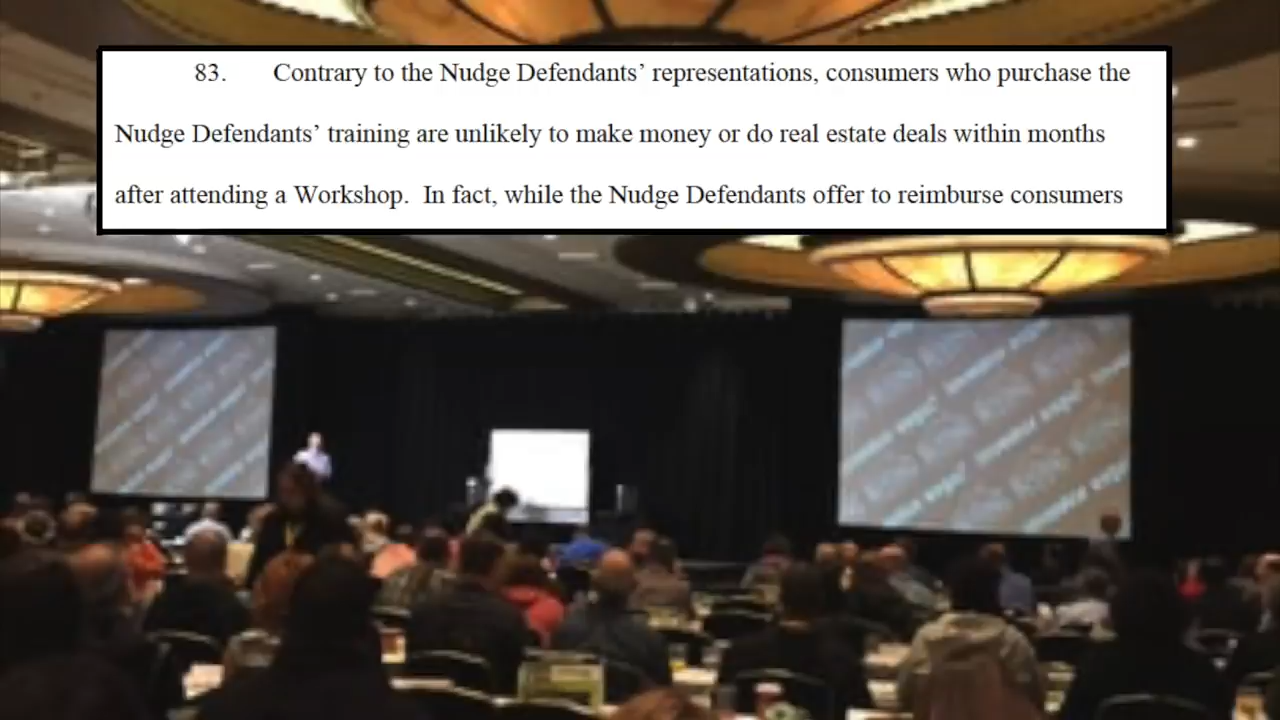 83. Contrary to the Nudge Defendants’ representations, consumers who purchase the
Nudge Defendants’ training are unlikely to make money or do real estate deals within months
after attending a Workshop. In fact, while the Nudge Defendants offer to reimburse consumers